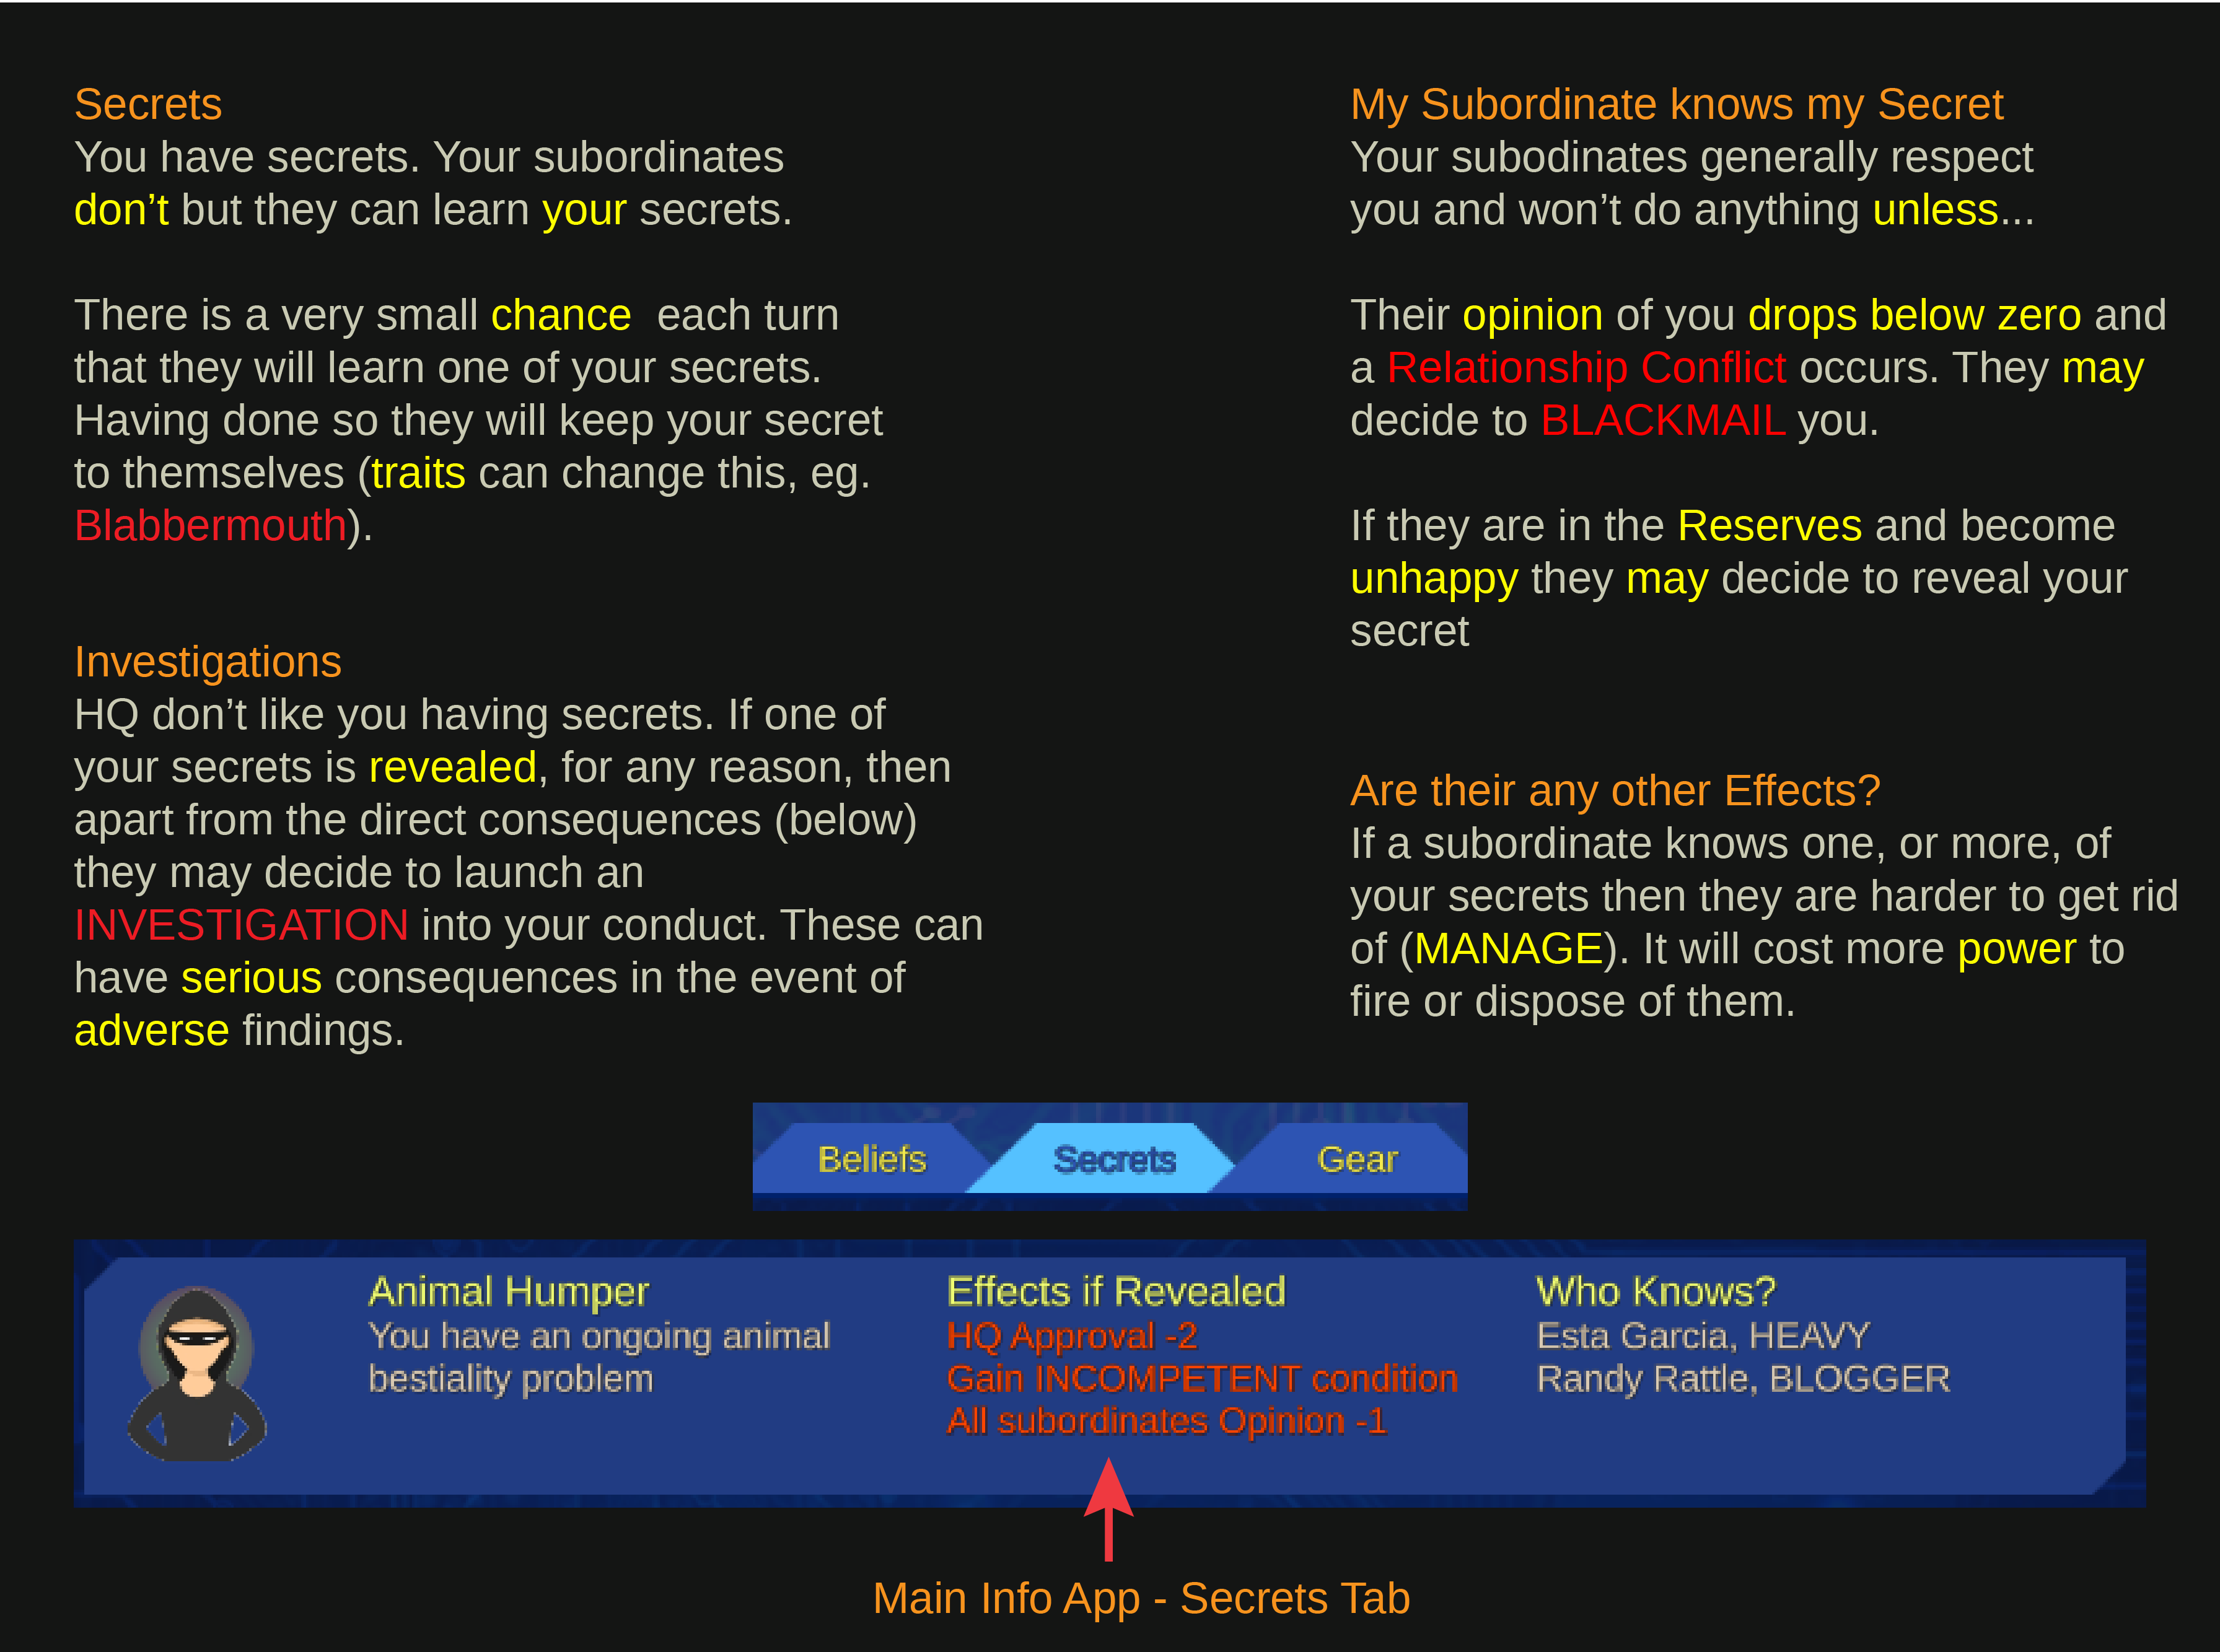 Secrets
You have secrets. Your subordinates
don’t but they can learn your secrets.
There is a very small chance  each turn
that they will learn one of your secrets.
Having done so they will keep your secret
to themselves (traits can change this, eg.
Blabbermouth).
Investigations
HQ don’t like you having secrets. If one of
your secrets is revealed, for any reason, then
apart from the direct consequences (below)
they may decide to launch an
INVESTIGATION into your conduct. These can
have serious consequences in the event of
adverse findings.
My Subordinate knows my Secret
Your subodinates generally respect
you and won’t do anything unless...
Their opinion of you drops below zero and
a Relationship Conflict occurs. They may
decide to BLACKMAIL you.
If they are in the Reserves and become
unhappy they may decide to reveal your
secret
Are their any other Effects?
If a subordinate knows one, or more, of
your secrets then they are harder to get rid
of (MANAGE). It will cost more power to
fire or dispose of them.
Beliefs
Secrets
Gear
Animal Humper
You have an ongoing animal
bestiality problem
Effects if Revealed
HQ Approval -2
Gain INCOMPETENT condition
All subordinates Opinion -1
Who Knows?
Esta Garcia, HEAVY
Randy Rattle, BLOGGER
Main Info App - Secrets Tab